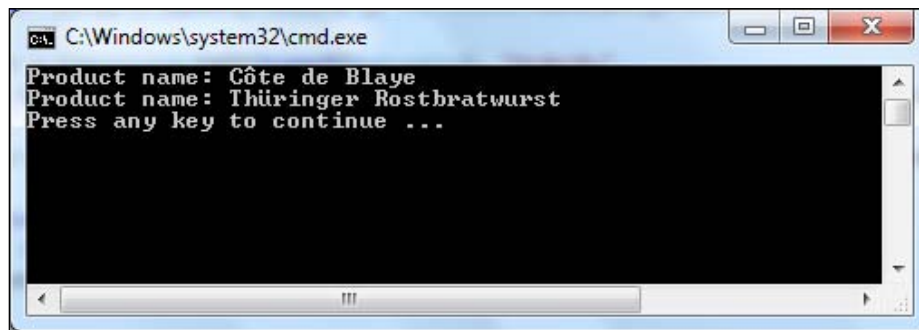 C:\Windows\system32\cmd.exe
Product name: Côte de Blaye
Product name: Thüringer Rostbratwurst
Press any key to continue ...